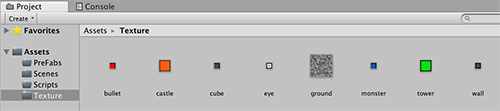 Project
Console
Create
Favorites
Assets ▸ Texture
Assets
PreFabs
Scenes
Scripts
Texture
bullet castle cube eye ground monster tower wall